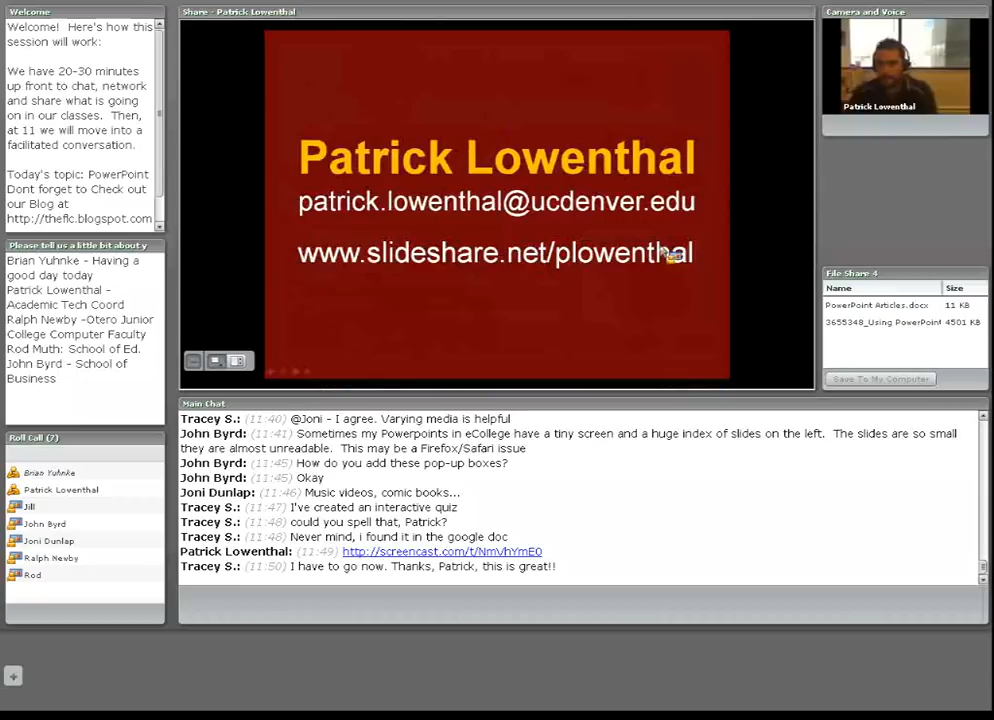 Welcome
Welcome!  Here's how this
session will work:
We have 20-30 minutes
up front to chat, network
and share what is going
on in our classes.  Then,
at 11 we will move into a
facilitated conversation.
Today's topic: PowerPoint
Dont forget to Check out
our Blog at
http://theflc.blogspot.com
Please tell us a little bit about y
Brian Yuhnke - Having a
good day today
Patrick Lowenthal -
Academic Tech Coord
Ralph Newby -Otero Junior
College Computer Faculty
Rod Muth: School of Ed.
John Byrd - School of
Business
Roll Call (7)
Brian Yuhnke
Patrick Lowenthal
Jill
John Byrd
Joni Dunlap
Ralph Newby
Rod
Share - Patrick Lowenthal
Patrick Lowenthal
patrick.lowenthal@ucdenver.edu
www.slideshare.net/plowenthal
Main Chat
Tracey S.: (11:40) @Joni - I agree. Varying media is helpful
John Byrd: (11:41) Sometimes my Powerpoints in eCollege have a tiny screen and a huge index of slides on the left.  The slides are so small
they are almost unreadable.  This may be a Firefox/Safari issue
John Byrd: (11:45) How do you add these pop-up boxes?
John Byrd: (11:45) Okay
Joni Dunlap: (11:46) Music videos, comic books...
Tracey S.: (11:47) I've created an interactive quiz
Tracey S.: (11:48) could you spell that, Patrick?
Tracey S.: (11:48) Never mind, i found it in the google doc
Patrick Lowenthal: (11:49) http://screencast.com/t/NmVhYmE0
Tracey S.: (11:50) I have to go now. Thanks, Patrick, this is great!!
Camera and Voice
Patrick Lowenthal
File Share 4
Name Size
PowerPoint Articles.docx 11 KB
3655348_Using PowerPoint 4501 KB
Save To My Computer